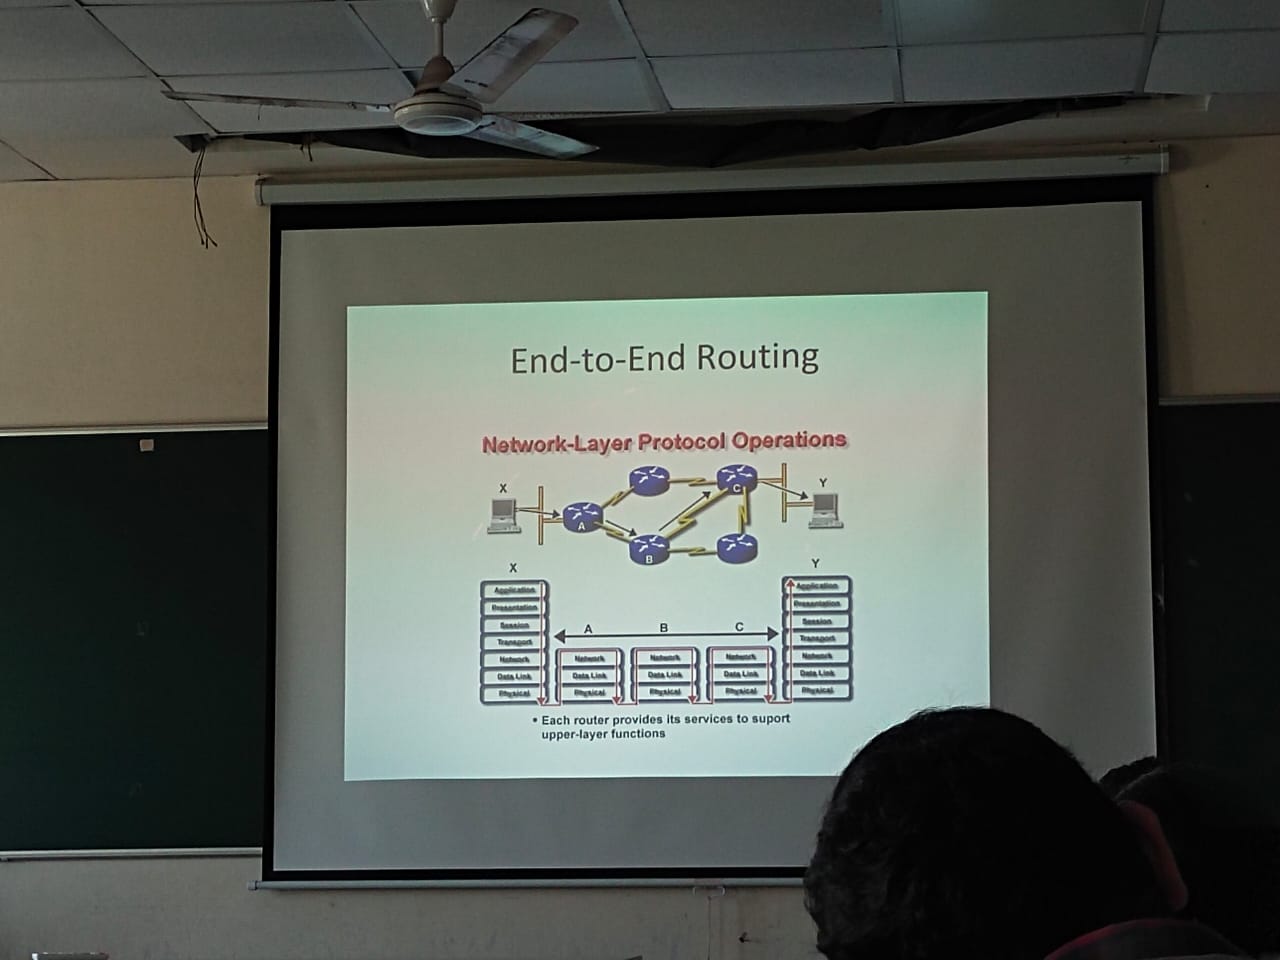 End-to-End Routing
Network-Layer Protocol Operations
X
Y
A
B
C
X
Y
Application
Presentation
Session
Transport
Network
Data Link
Physical
A
B
C
Network
Data Link
Physical
Network
Data Link
Physical
Network
Data Link
Physical
Application
Presentation
Session
Transport
Network
Data Link
Physical
• Each router provides its services to suport
upper-layer functions